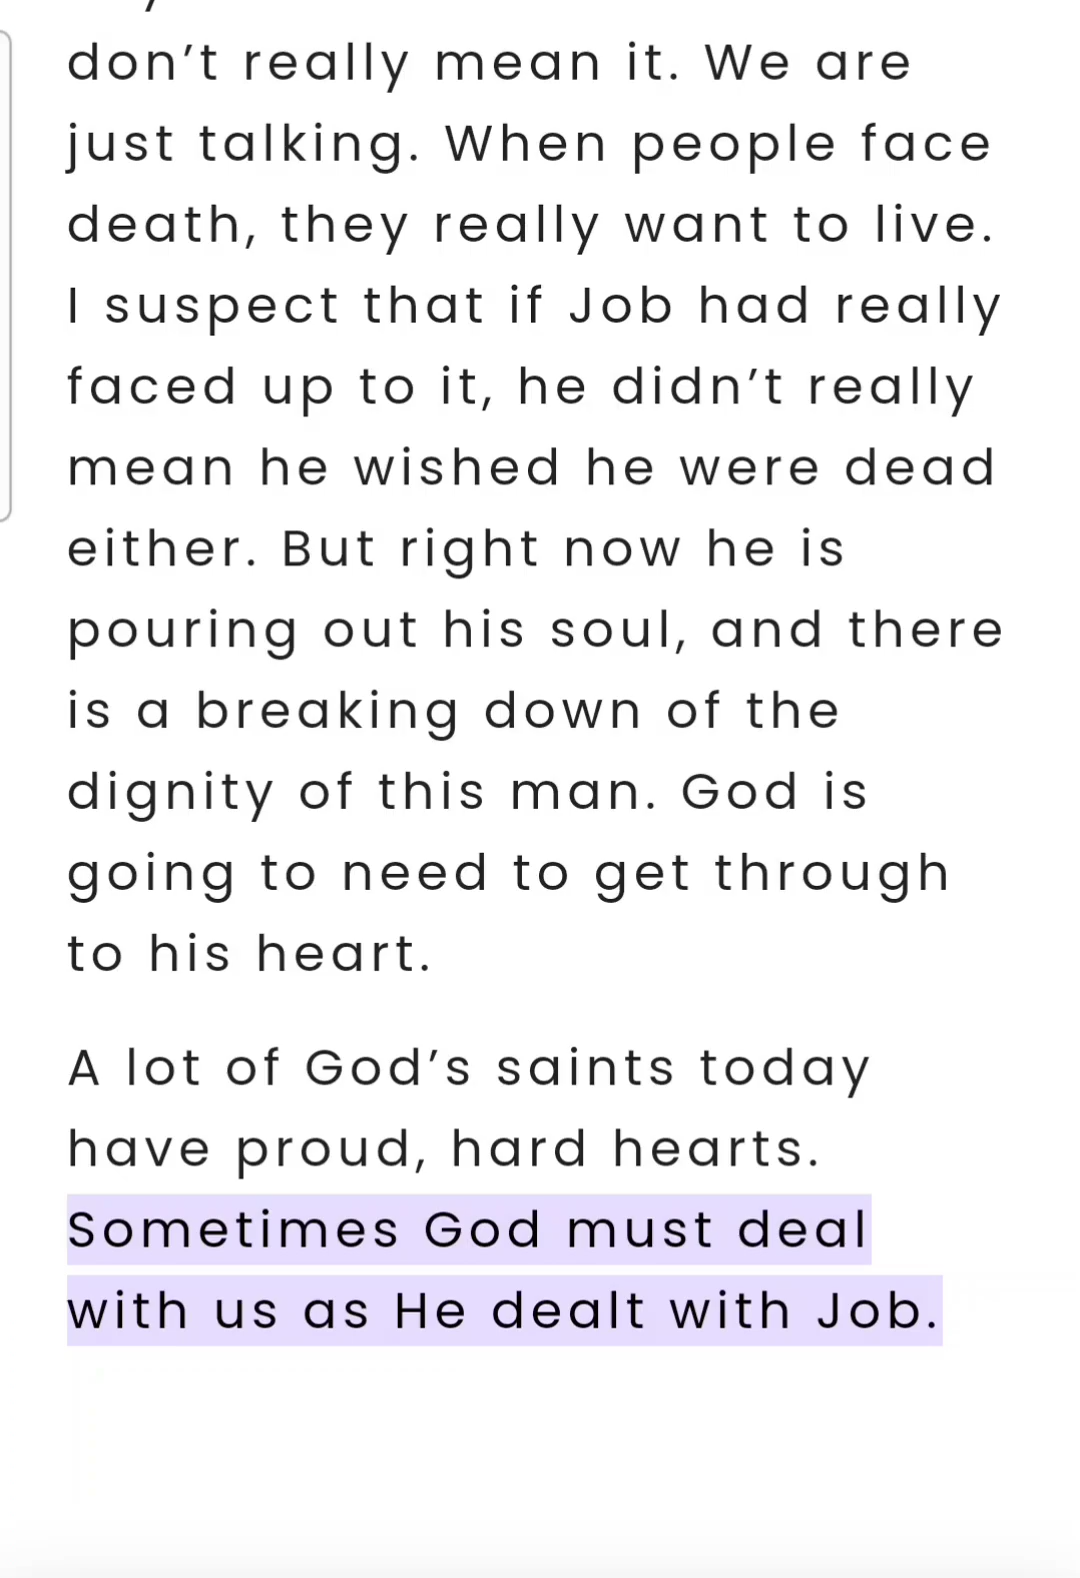 don’t really mean it. We are
just talking. When people face
death, they really want to live.
I suspect that if Job had really
faced up to it, he didn’t really
mean he wished he were dead
either. But right now he is
pouring out his soul, and there
is a breaking down of the
dignity of this man. God is
going to need to get through
to his heart.
A lot of God’s saints today
have proud, hard hearts.
Sometimes God must deal
with us as He dealt with Job.